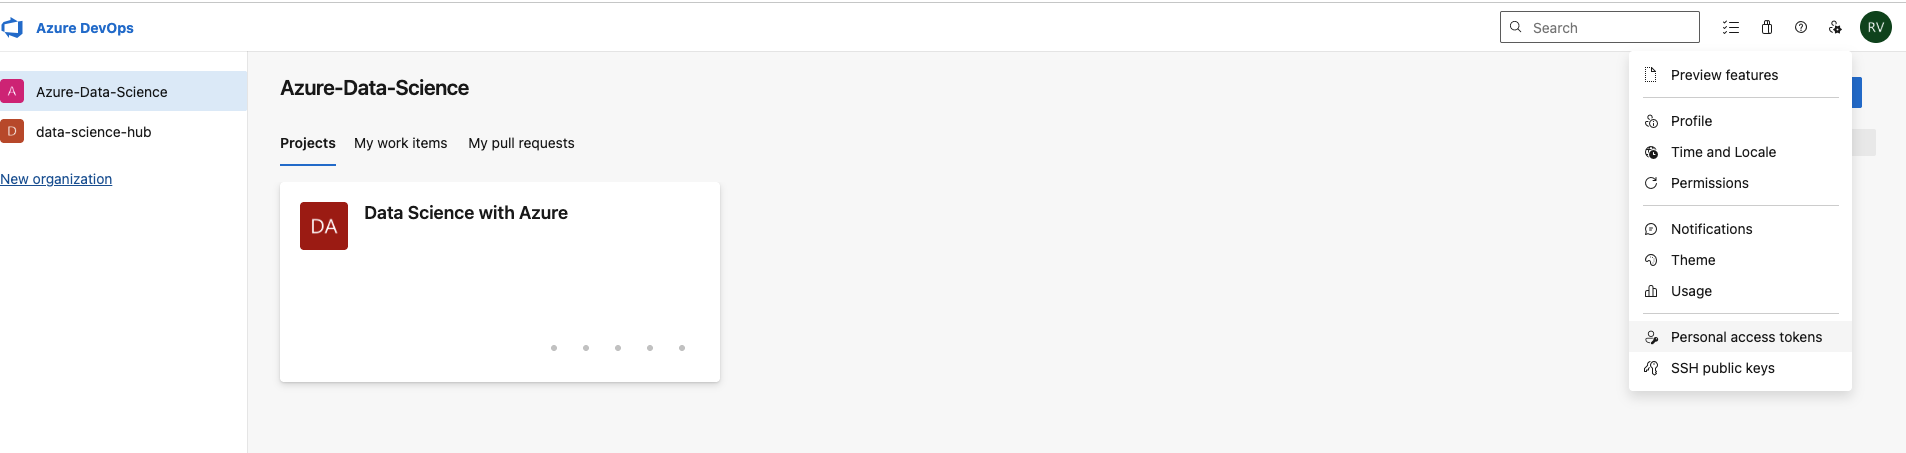 Azure DevOps
Search
RV
A Azure-Data-Science
D data-science-hub
New organization
Azure-Data-Science
Projects My work items My pull requests
DA Data Science with Azure
Preview features
Profile
Time and Locale
Permissions
Notifications
Theme
Usage
Personal access tokens
SSH public keys